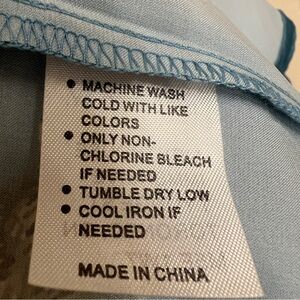 • MACHINE WASH
COLD WITH LIKE
COLORS
• ONLY NON-
CHLORINE BLEACH
IF NEEDED
• TUMBLE DRY LOW
• COOL IRON IF
NEEDED
MADE IN CHINA